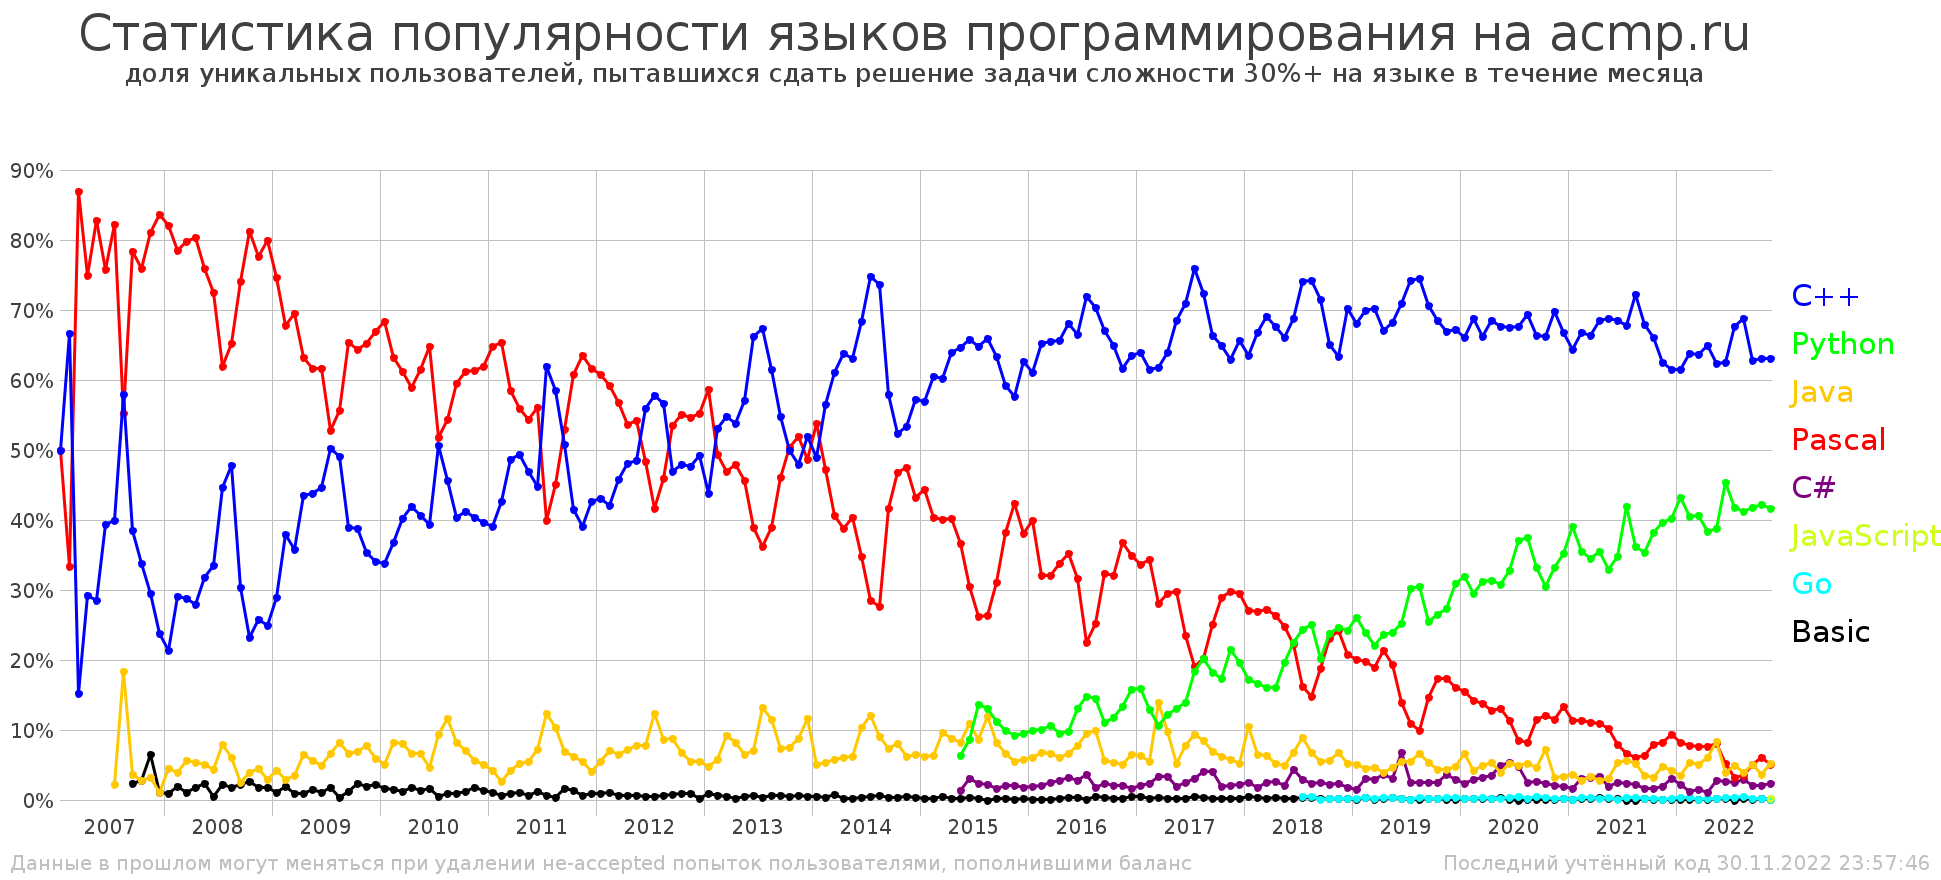 Статистика популярности языков программирования на acmp.ru
доля уникальных пользователей, пытавшихся сдать решение задачи сложности 30%+ на языке в течение месяца
90%
80%
70%
60%
50%
40%
30%
20%
10%
0%
2007 2008 2009 2010 2011 2012 2013 2014 2015 2016 2017 2018 2019 2020 2021 2022
C++
Python
Java
Pascal
C#
JavaScript
Go
Basic
Данные в прошлом могут меняться при удалении не-accepted попыток пользователями, пополнившими баланс
Последний учтённый код 30.11.2022 23:57:46